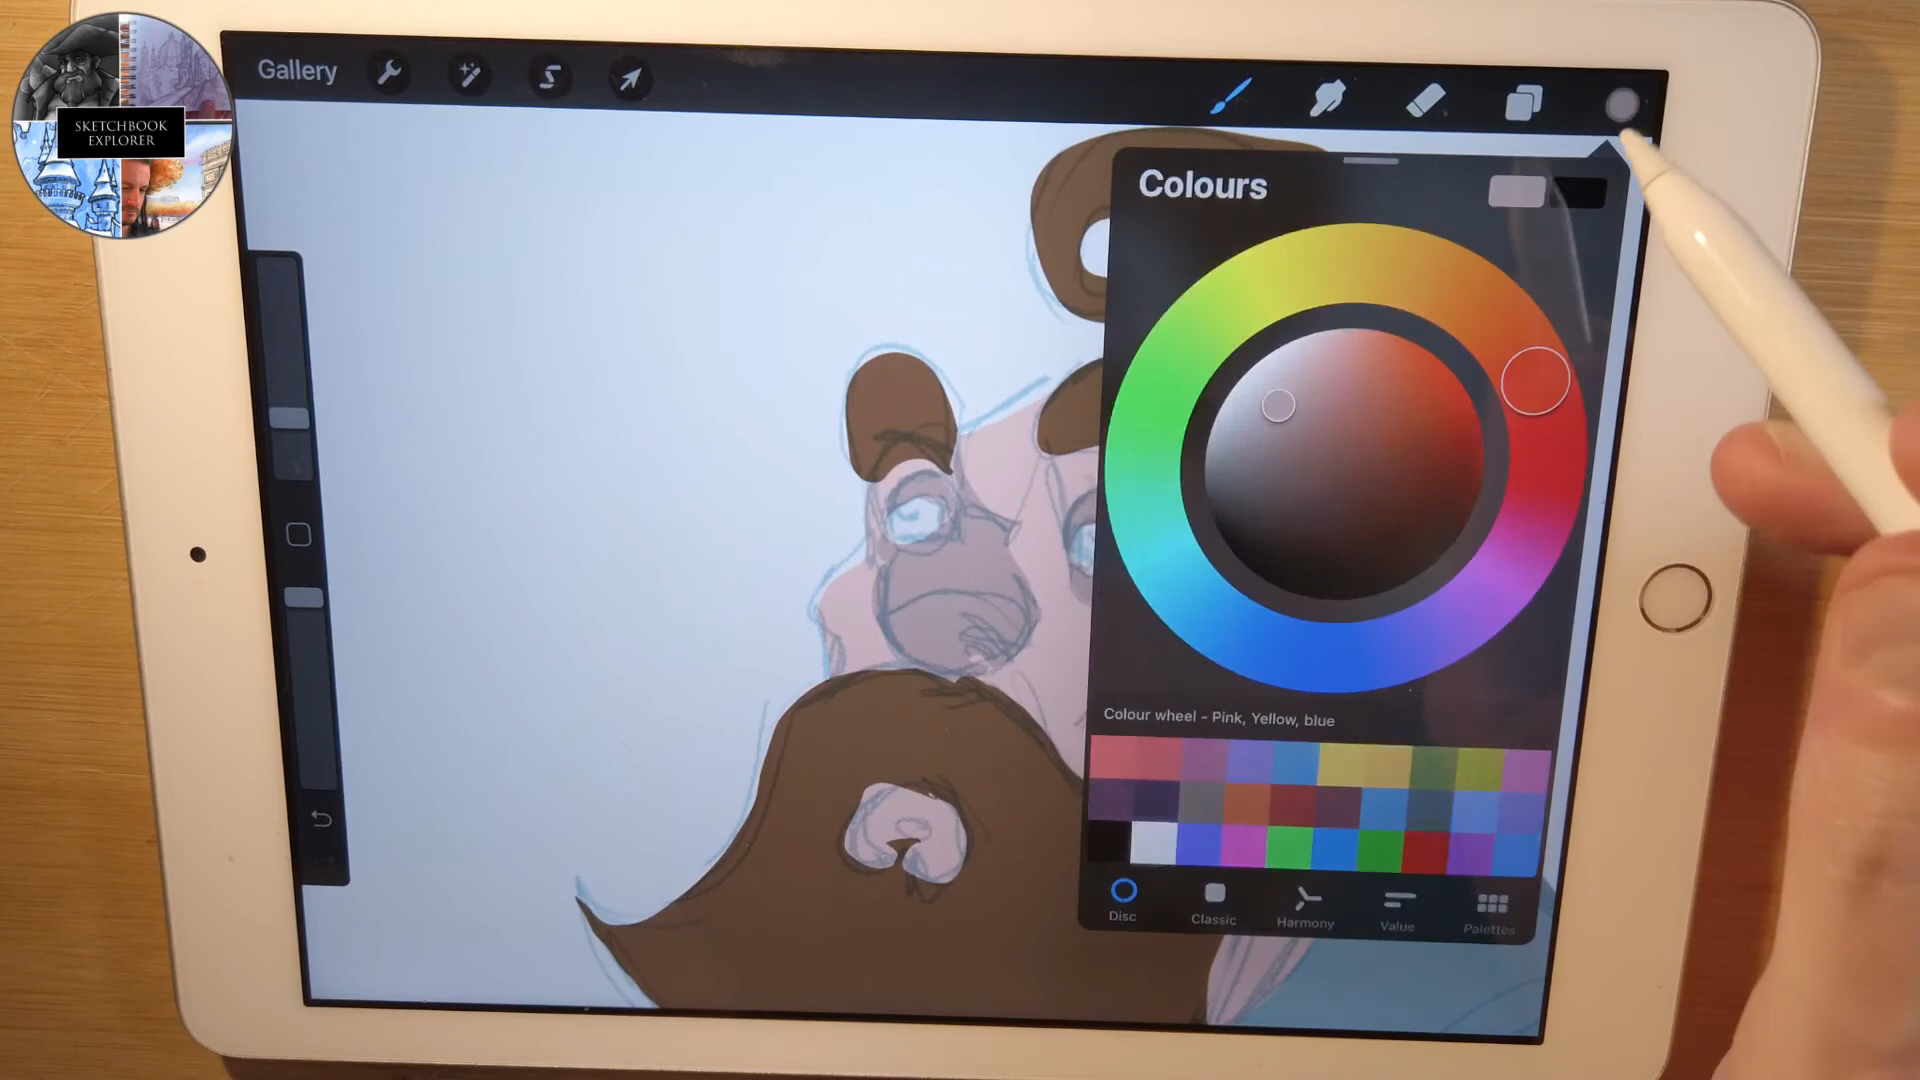 SKETCHBOOK
EXPLORER
Gallery
Colours
Colour wheel - Pink, Yellow, blue
Disc
Classic
Harmony
Value
Palettes